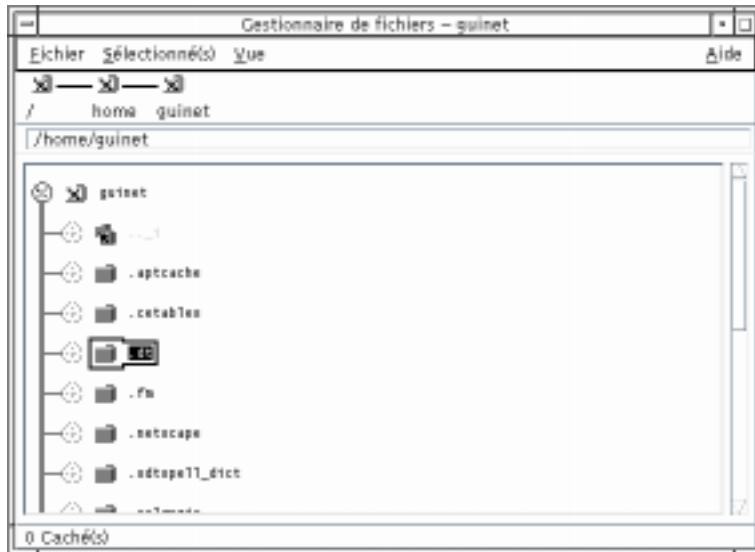 Gestionnaire de fichiers – guinet
Fichier Sélectionné(s) Vue Aide
/ home guinet
/home/guinet
guinet
.aptcache
.cetables
.dt
.fm
.netscape
.sdtspell_dict
0 Caché(s)